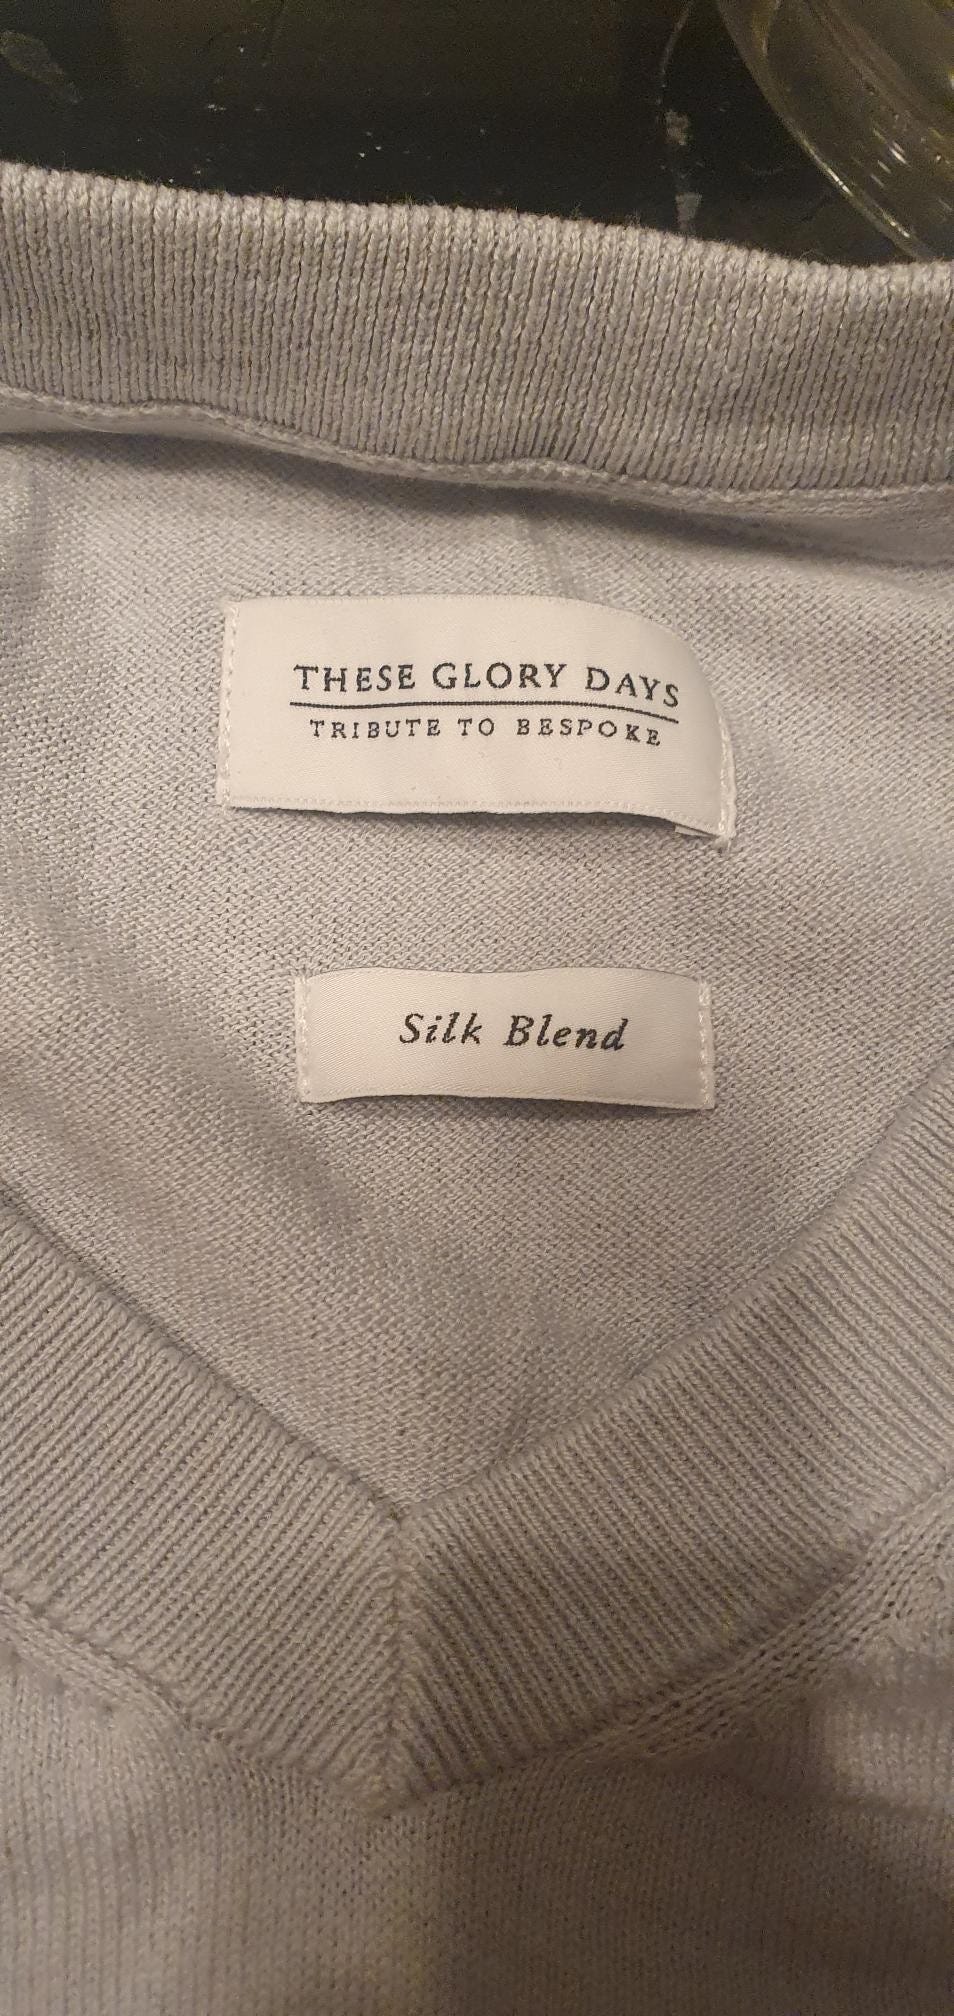 THESE GLORY DAYS
TRIBUTE TO BESPOKE
Silk Blend